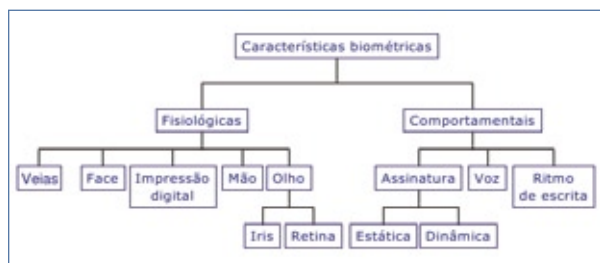 Características biométricas
Fisiológicas
Comportamentais
Veias
Face
Impressão
digital
Mão
Olho
Assinatura
Voz
Ritmo
de escrita
Iris
Retina
Estática
Dinâmica